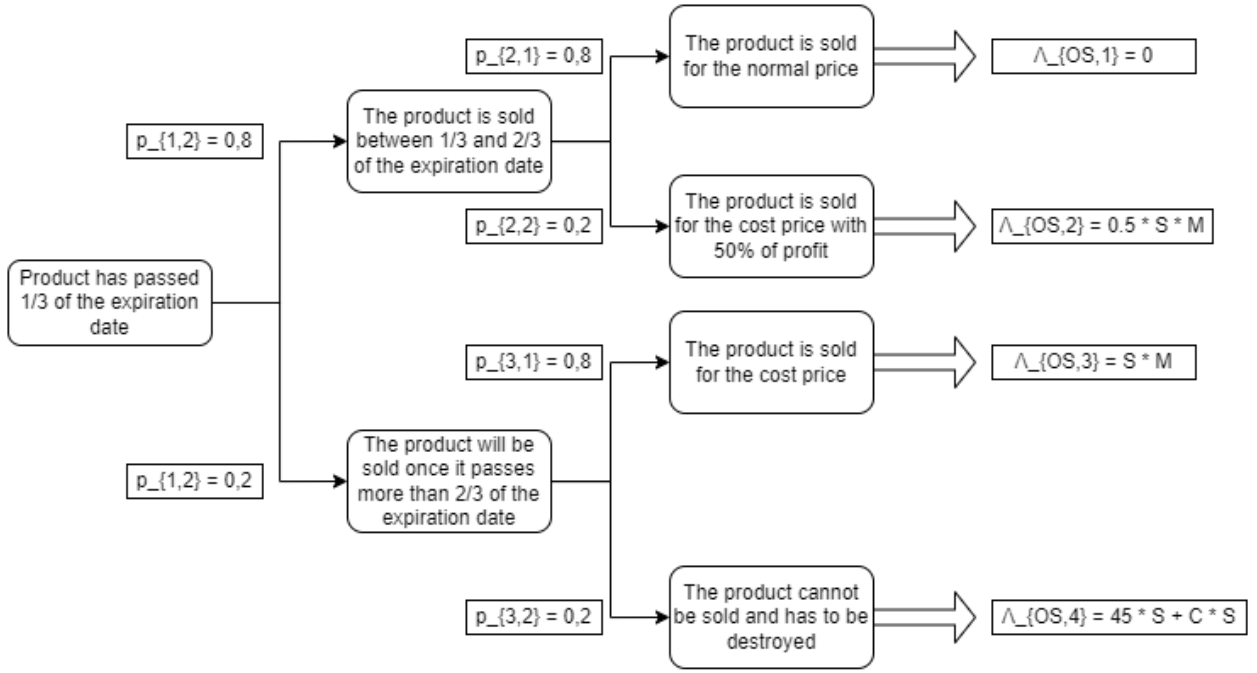 p_{2,1} = 0,8
The product is sold
for the normal price
/\_{OS,1} = 0
p_{1,2} = 0,8
The product is sold
between 1/3 and 2/3
of the expiration date
p_{2,2} = 0,2
The product is sold
for the cost price with
50% of profit
/\_{OS,2} = 0.5 * S * M
Product has passed
1/3 of the expiration
date
p_{3,1} = 0,8
The product is sold
for the cost price
/\_{OS,3} = S * M
p_{1,2} = 0,2
The product will be
sold once it passes
more than 2/3 of the
expiration date
p_{3,2} = 0,2
The product cannot
be sold and has to be
destroyed
/\_{OS,4} = 45 * S + C * S